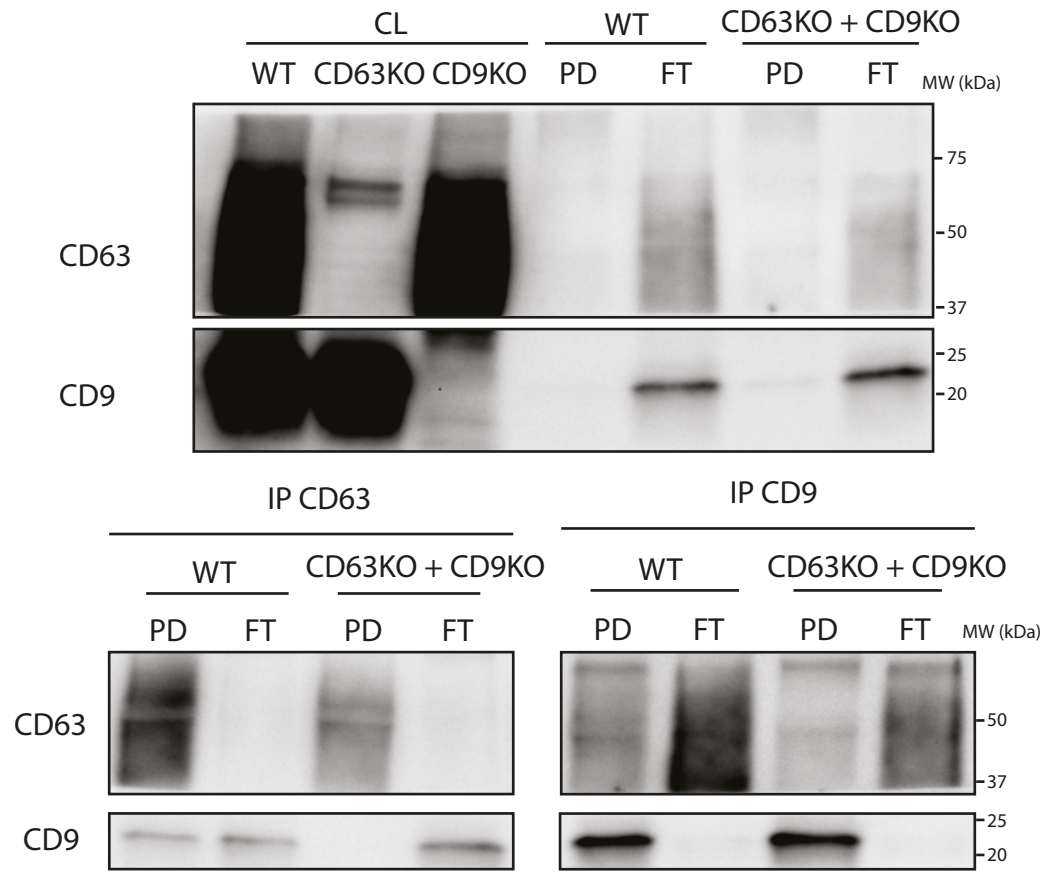 CL WT CD63KO + CD9KO
WT CD63KO CD9KO PD FT PD FT MW (kDa)
75
CD63 50
37
25
CD9 20
IP CD63 IP CD9
WT CD63KO + CD9KO WT CD63KO + CD9KO
PD FT PD FT PD FT PD FT MW (kDa)
CD63 50
37
25
CD9 20